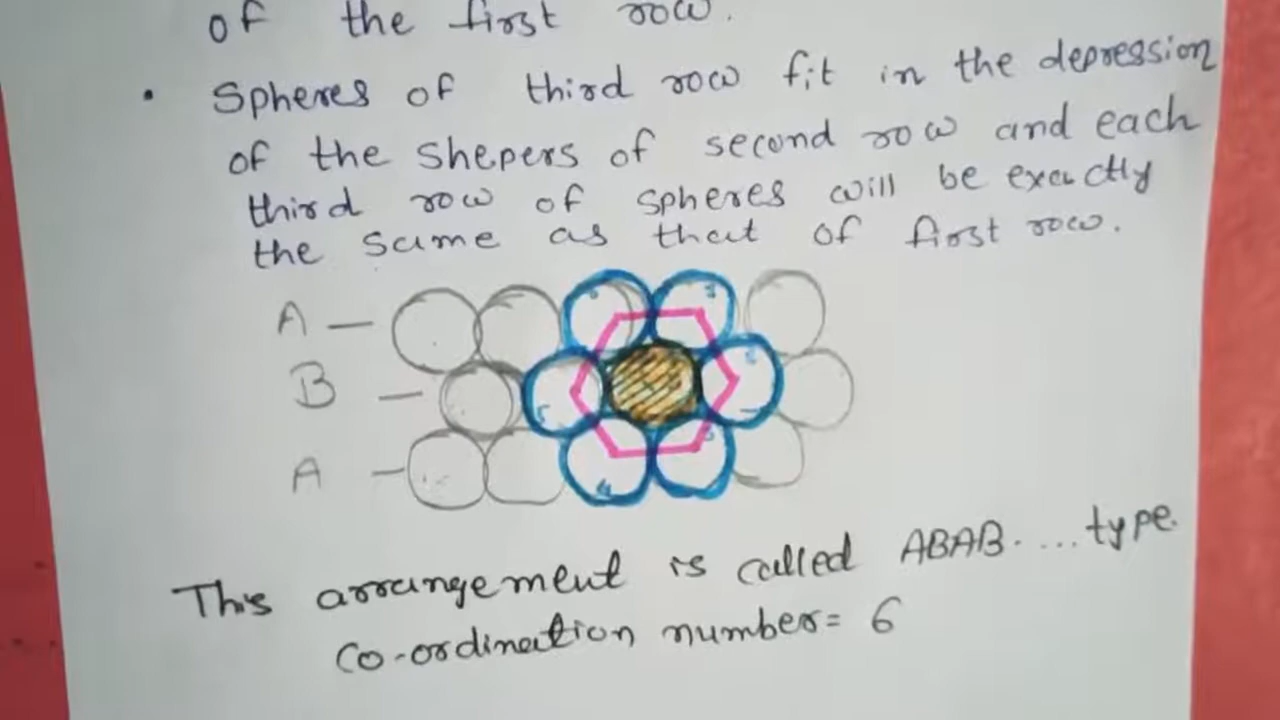 of the first row.
• Spheres of third row fit in the depression
of the shepers of second row and each
third row of spheres will be exactly
the same as that of first row.
A —
B —
A —
This arrangement is called ABAB. ... type.
Co-ordination number = 6